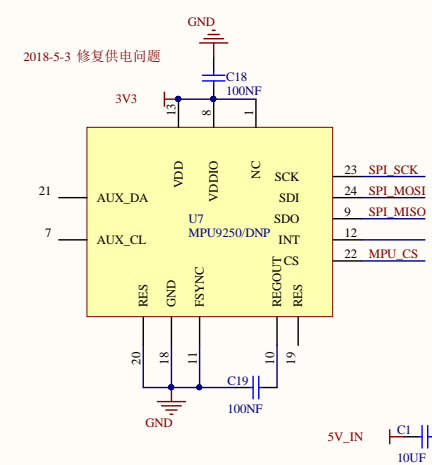 GND
2018-5-3 修复供电问题
C18
100NF
3V3
13
8
1
VDD
VDDIO
NC
SCK
23 SPI_SCK
21
AUX_DA
SDI
24 SPI_MOSI
U7
SDO
9 SPI_MISO
MPU9250/DNP
7
AUX_CL
INT
12
CS
22 MPU_CS
RES
GND
FSYNC
REGOUT
RES
20
18
11
10
19
C19
100NF
GND
5V_IN
C1
10UF